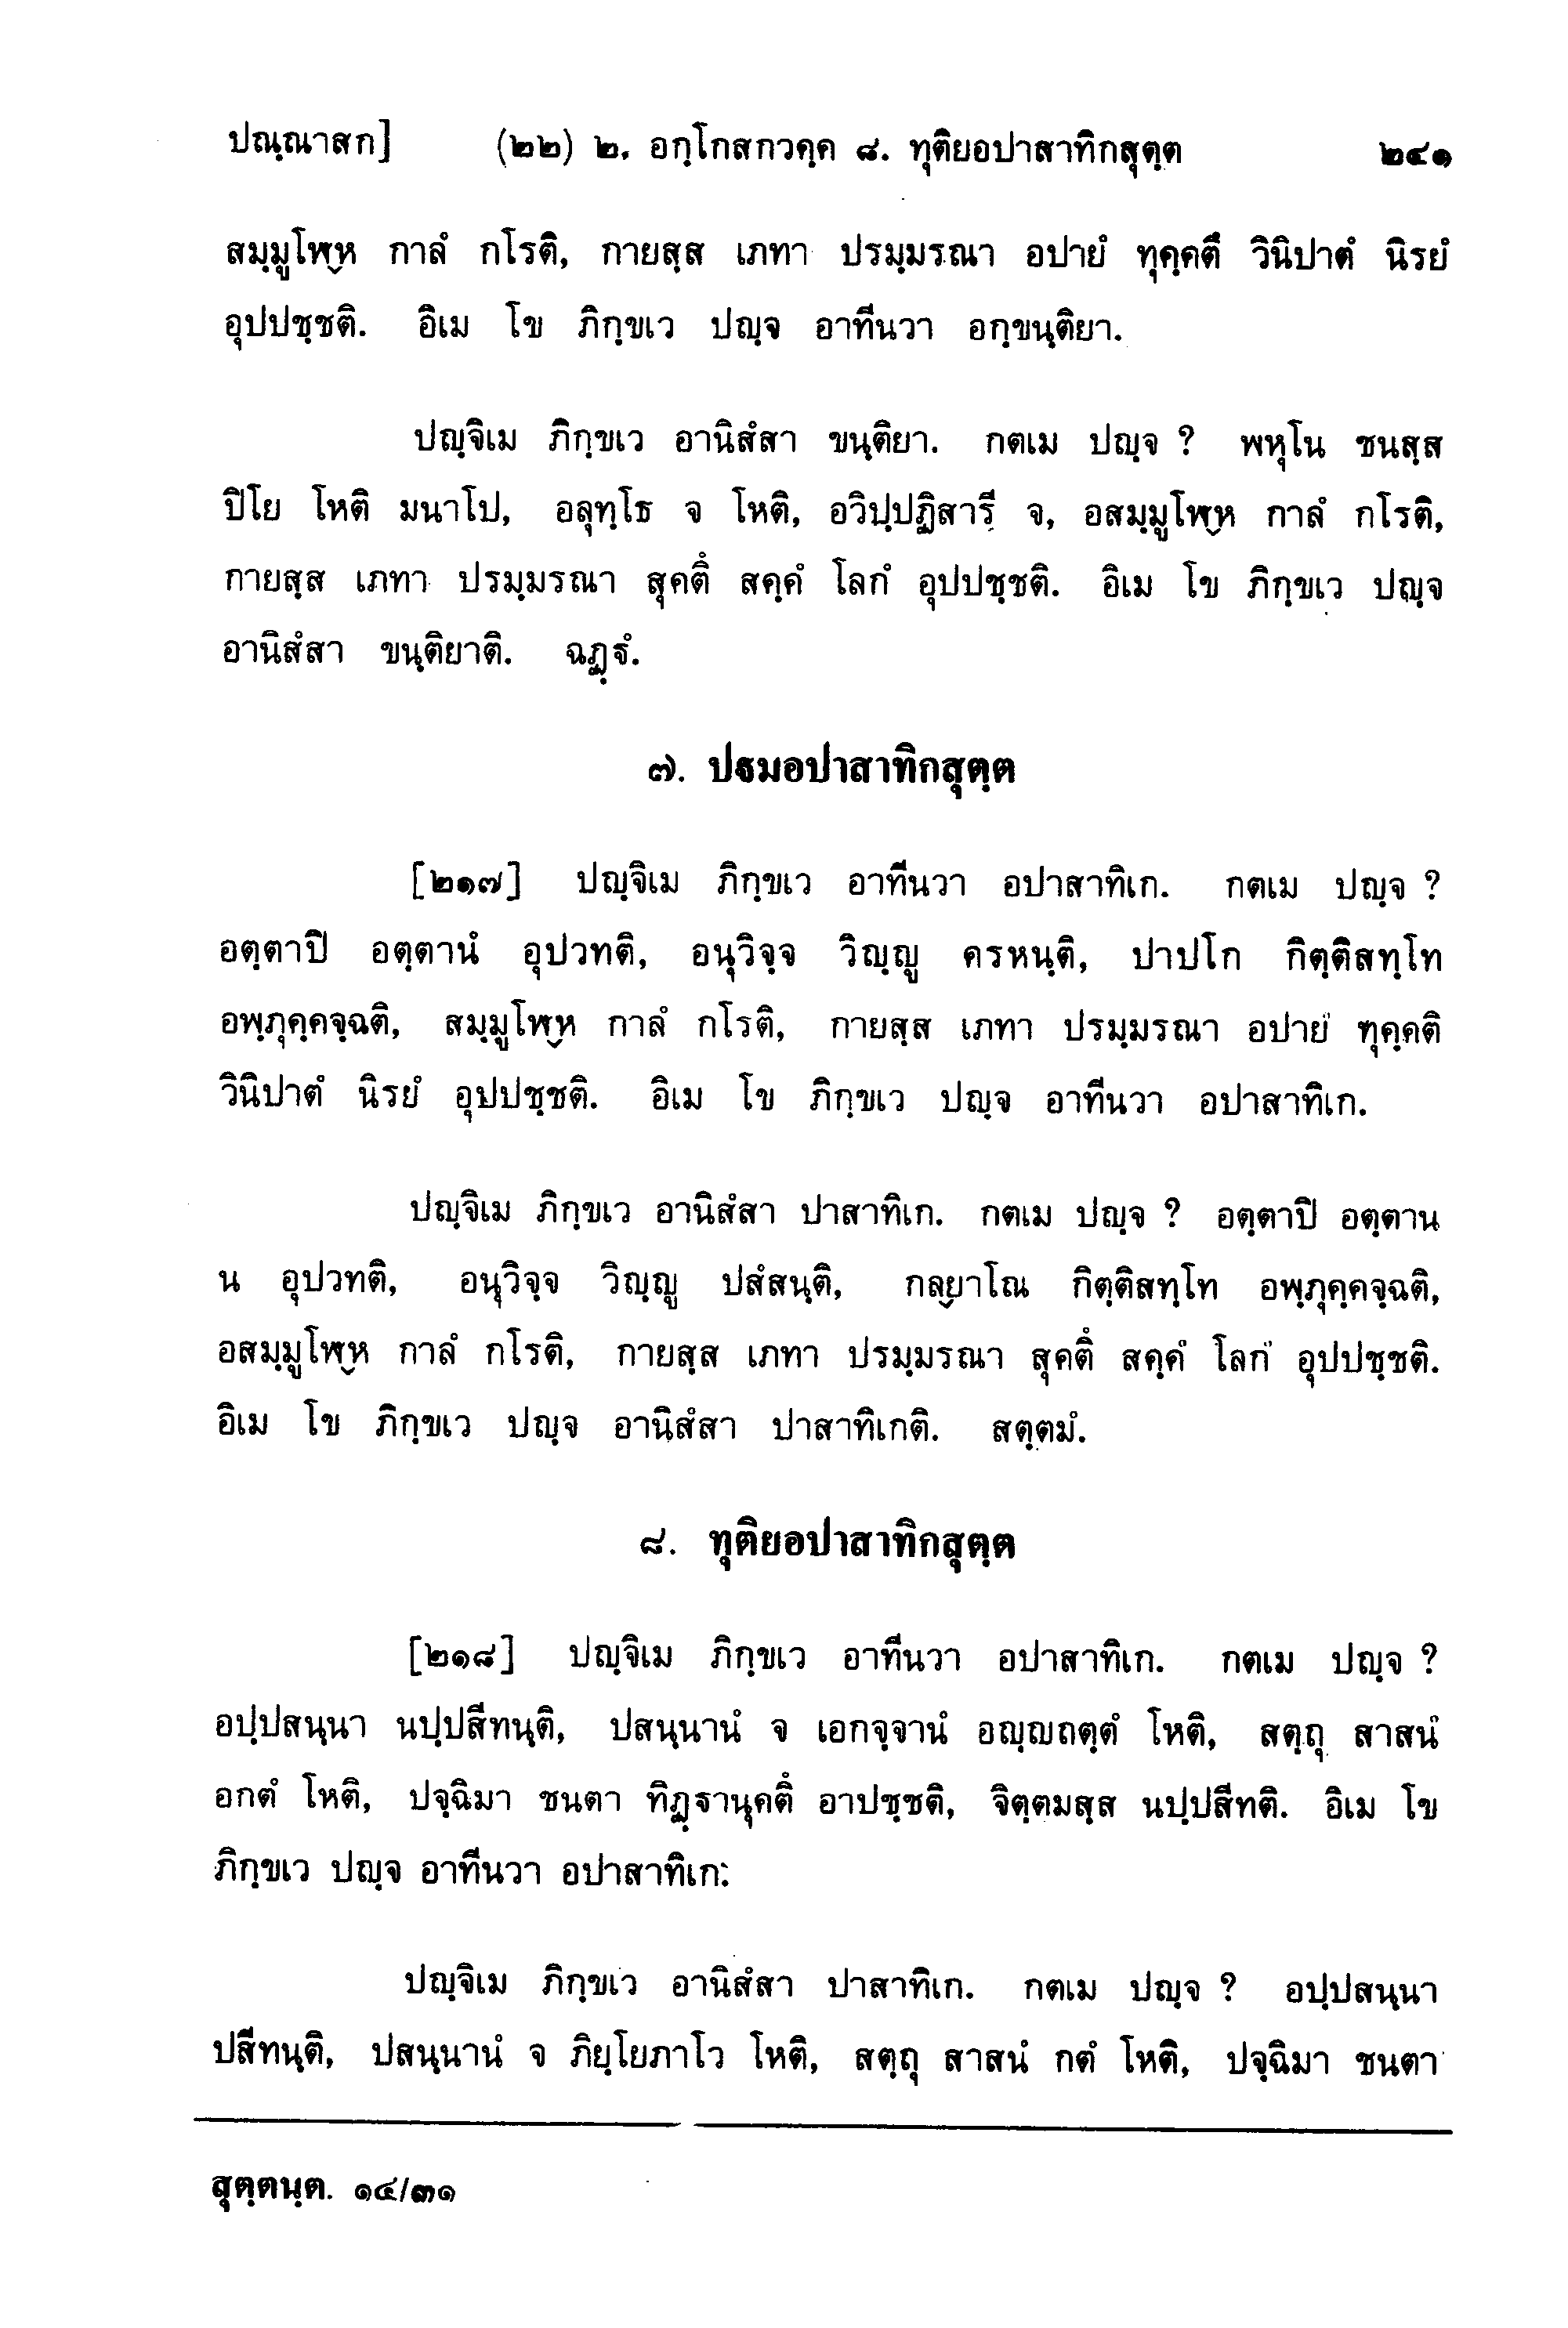 ปณฺณาสก] (๒๒) ๒. อกฺโกสกวคฺค ๘. ทุติยอปาสาทิกสุตฺต ๒๔๑
สมฺมูโฬฺห กาลํ กโรติ, กายสฺส เภทา ปรมฺมรณา อปายํ ทุคฺคตึ วินิปาตํ นิรยํ
อุปปชฺชติ. อิเม โข ภิกฺขเว ปญฺจ อาทีนวา อกฺขนฺติยา.
ปญฺจิเม ภิกฺขเว อานิสํสา ขนฺติยา. กตเม ปญฺจ ? พหุโน ชนสฺส
ปิโย โหติ มนาโป, อลุทฺโธ จ โหติ, อวิปฺปฏิสารี จ, อสมฺมูโฬฺห กาลํ กโรติ,
กายสฺส เภทา ปรมฺมรณา สุคตึ สคฺคํ โลกํ อุปปชฺชติ. อิเม โข ภิกฺขเว ปญฺจ
อานิสํสา ขนฺติยาติ. ฉฏฺฐํ.
๗. ปฐมอปาสาทิกสุตฺต
[๒๑๗] ปญฺจิเม ภิกฺขเว อาทีนวา อปาสาทิเก. กตเม ปญฺจ ?
อตฺตาปิ อตฺตานํ อุปวทติ, อนุวิจฺจ วิญฺญู ครหนฺติ, ปาปโก กิตฺติสทฺโท
อพฺภุคฺคจฺฉติ, สมฺมูโฬฺห กาลํ กโรติ, กายสฺส เภทา ปรมฺมรณา อปายํ ทุคฺคติ
วินิปาตํ นิรยํ อุปปชฺชติ. อิเม โข ภิกฺขเว ปญฺจ อาทีนวา อปาสาทิเก.
ปญฺจิเม ภิกฺขเว อานิสํสา ปาสาทิเก. กตเม ปญฺจ ? อตฺตาปิ อตฺตาน
น อุปวทติ, อนุวิจฺจ วิญฺญู ปสํสนฺติ, กลฺยาโณ กิตฺติสทฺโท อพฺภุคฺคจฺฉติ,
อสมฺมูโฬฺห กาลํ กโรติ, กายสฺส เภทา ปรมฺมรณา สุคตึ สคฺคํ โลกํ อุปปชฺชติ.
อิเม โข ภิกฺขเว ปญฺจ อานิสํสา ปาสาทิเกติ. สตฺตมํ.
๘. ทุติยอปาสาทิกสุตฺต
[๒๑๘] ปญฺจิเม ภิกฺขเว อาทีนวา อปาสาทิเก. กตเม ปญฺจ ?
อปฺปสนฺนา นปฺปสีทนฺติ, ปสนฺนานํ จ เอกจฺจานํ อญฺญถตฺตํ โหติ, สตฺถุ สาสนํ
อกตํ โหติ, ปจฺฉิมา ชนตา ทิฏฺฐานุคตึ อาปชฺชติ, จิตฺตมสฺส นปฺปสีทติ. อิเม โข
ภิกฺขเว ปญฺจ อาทีนวา อปาสาทิเก.
ปญฺจิเม ภิกฺขเว อานิสํสา ปาสาทิเก. กตเม ปญฺจ ? อปฺปสนฺนา
ปสีทนฺติ, ปสนฺนานํ จ ภิยฺโยภาโว โหติ, สตฺถุ สาสนํ กตํ โหติ, ปจฺฉิมา ชนตา
สุตฺตนฺต. ๑๔/๓๑